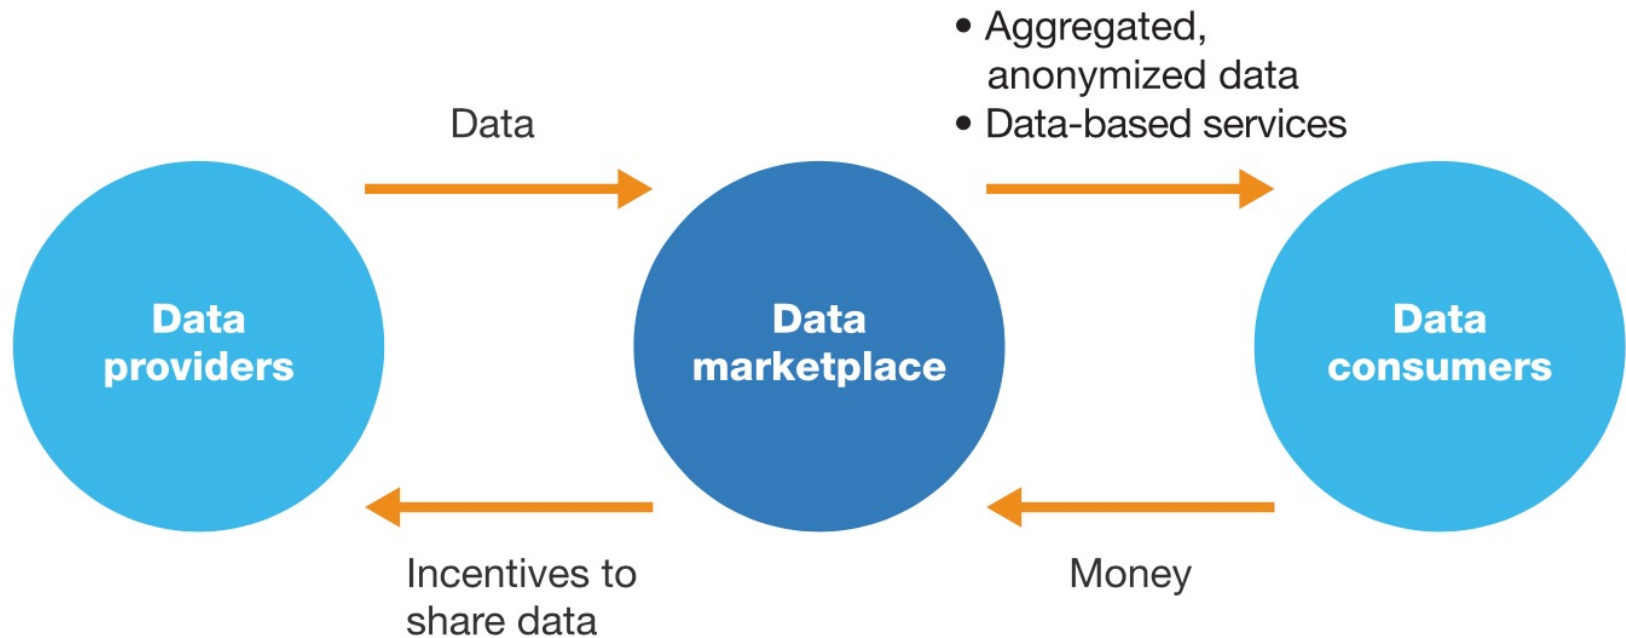 • Aggregated,
anonymized data
• Data-based services
Data
Data
providers
Data
marketplace
Data
consumers
Incentives to
share data
Money